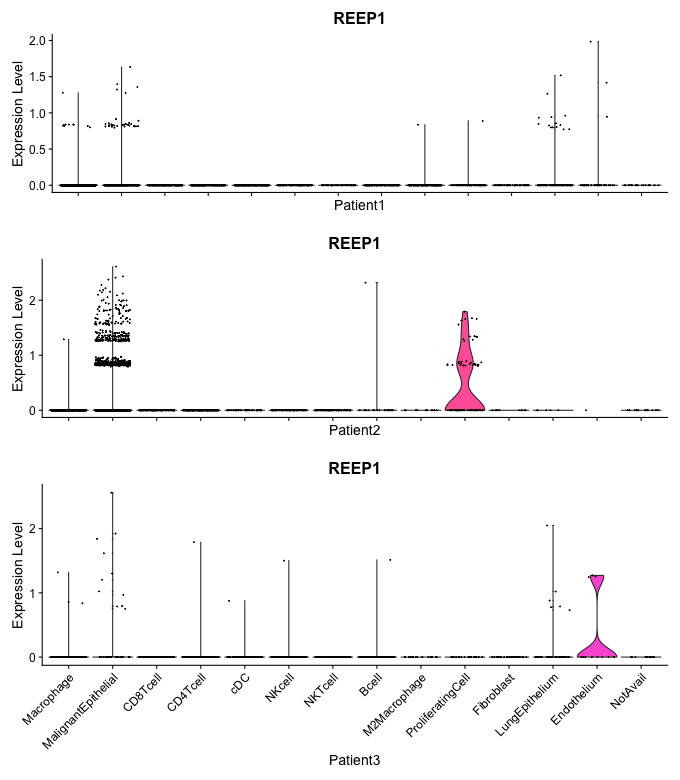 REEP1
2.0
1.5
1.0
0.5
0.0
Expression Level
Patient1
REEP1
2
1
0
Expression Level
Patient2
REEP1
2
1
0
Expression Level
Macrophage
MalignantEpithelial
CD8Tcell
CD4Tcell
cDC
NKcell
NKTcell
Bcell
M2Macrophage
ProliferatingCell
Fibroblast
LungEpithelium
Endothelium
NotAvail
Patient3